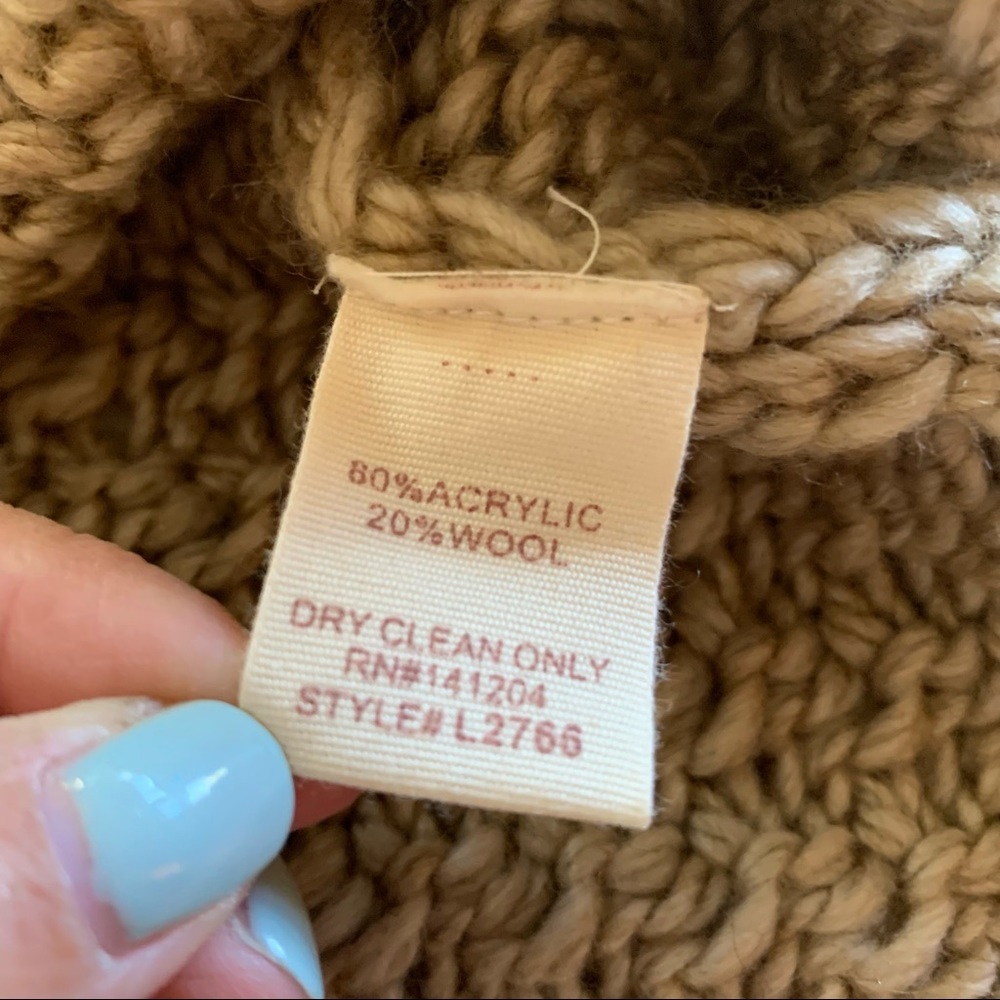 80%ACRYLIC
20%WOOL
DRY CLEAN ONLY
RN#141204
STYLE# L2766